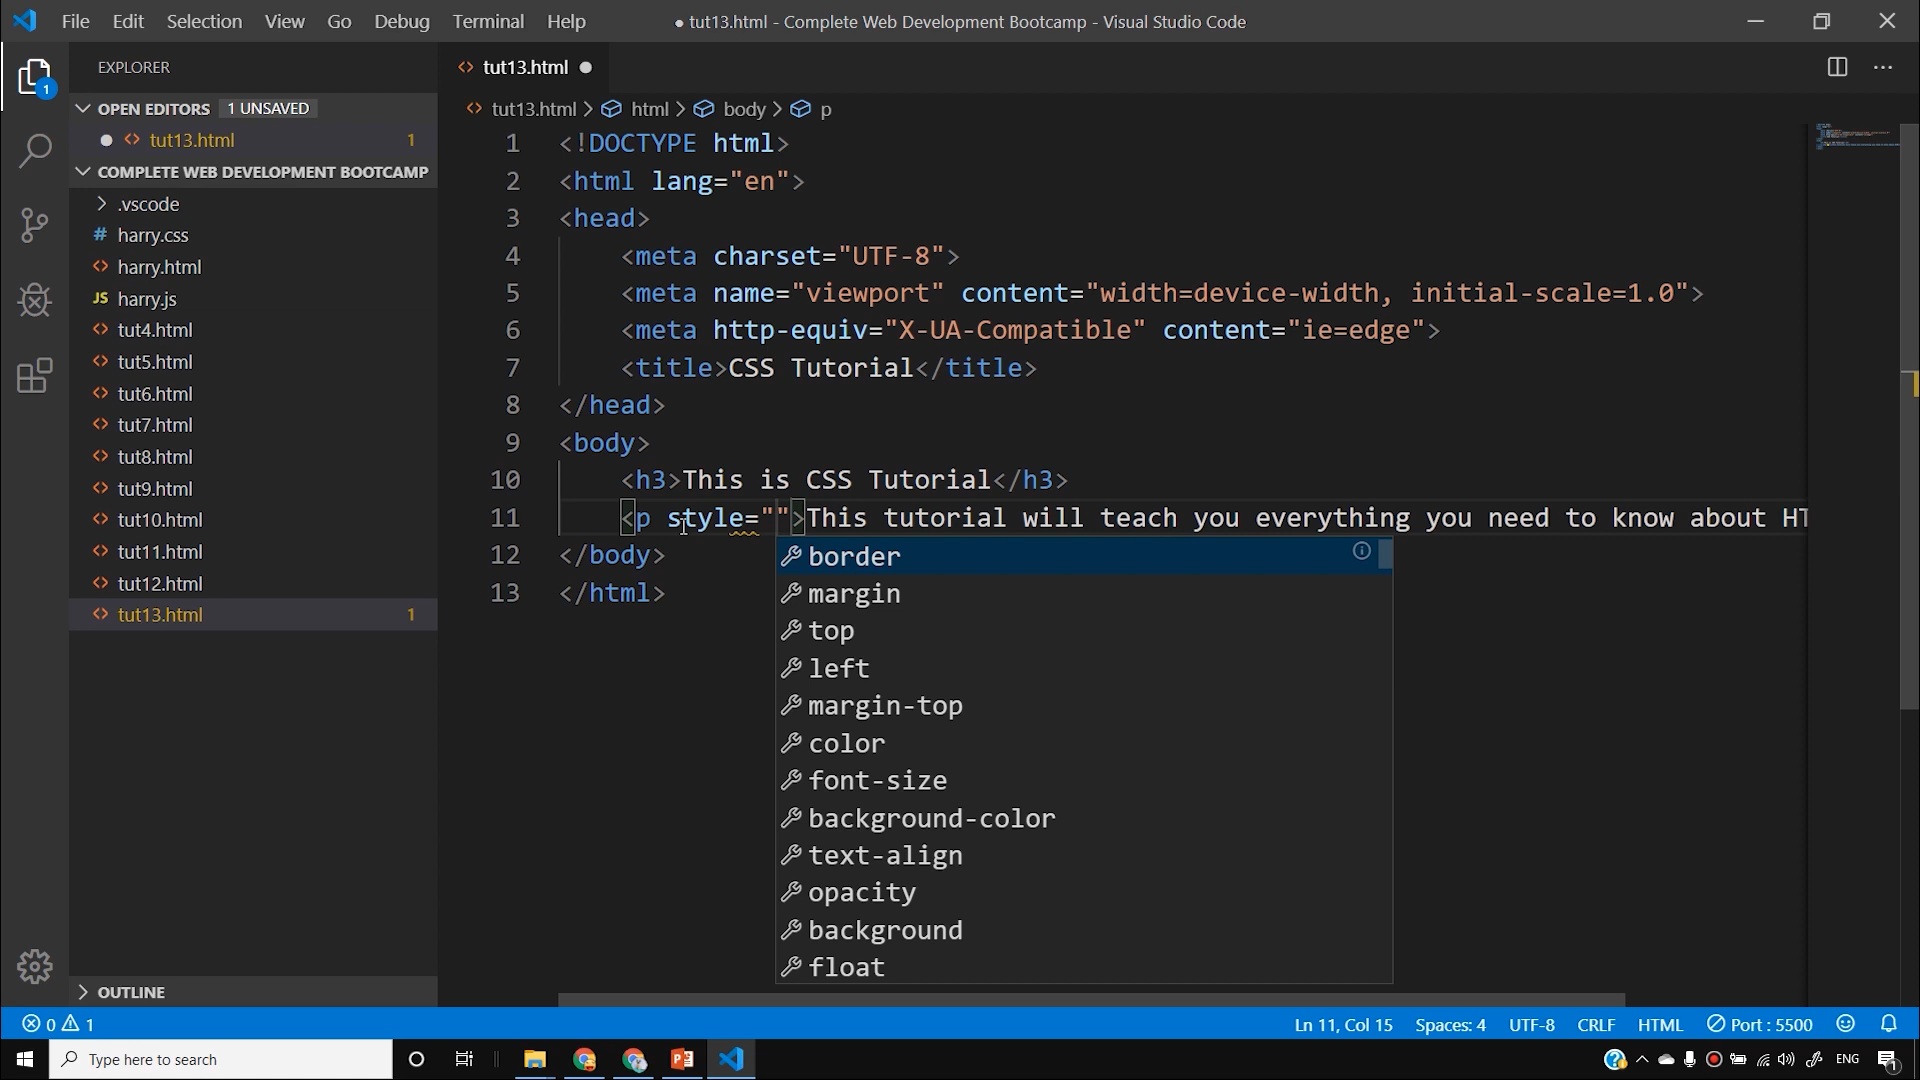 File Edit Selection View Go Debug Terminal Help
● tut13.html - Complete Web Development Bootcamp - Visual Studio Code
EXPLORER
OPEN EDITORS 1 UNSAVED
tut13.html 1
COMPLETE WEB DEVELOPMENT BOOTCAMP
.vscode
# harry.css
harry.html
JS harry.js
tut4.html
tut5.html
tut6.html
tut7.html
tut8.html
tut9.html
tut10.html
tut11.html
tut12.html
tut13.html 1
OUTLINE
1
tut13.html
tut13.html > html > body > p
1 <!DOCTYPE html>
2 <html lang="en">
3 <head>
4 <meta charset="UTF-8">
5 <meta name="viewport" content="width=device-width, initial-scale=1.0">
6 <meta http-equiv="X-UA-Compatible" content="ie=edge">
7 <title>CSS Tutorial</title>
8 </head>
9 <body>
10 <h3>This is CSS Tutorial</h3>
11 <p style="">This tutorial will teach you everything you need to know about HT
12 </body>
13 </html>
border
margin
top
left
margin-top
color
font-size
background-color
text-align
opacity
background
float
0 1
Ln 11, Col 15 Spaces: 4 UTF-8 CRLF HTML Port : 5500
Type here to search
ENG
1